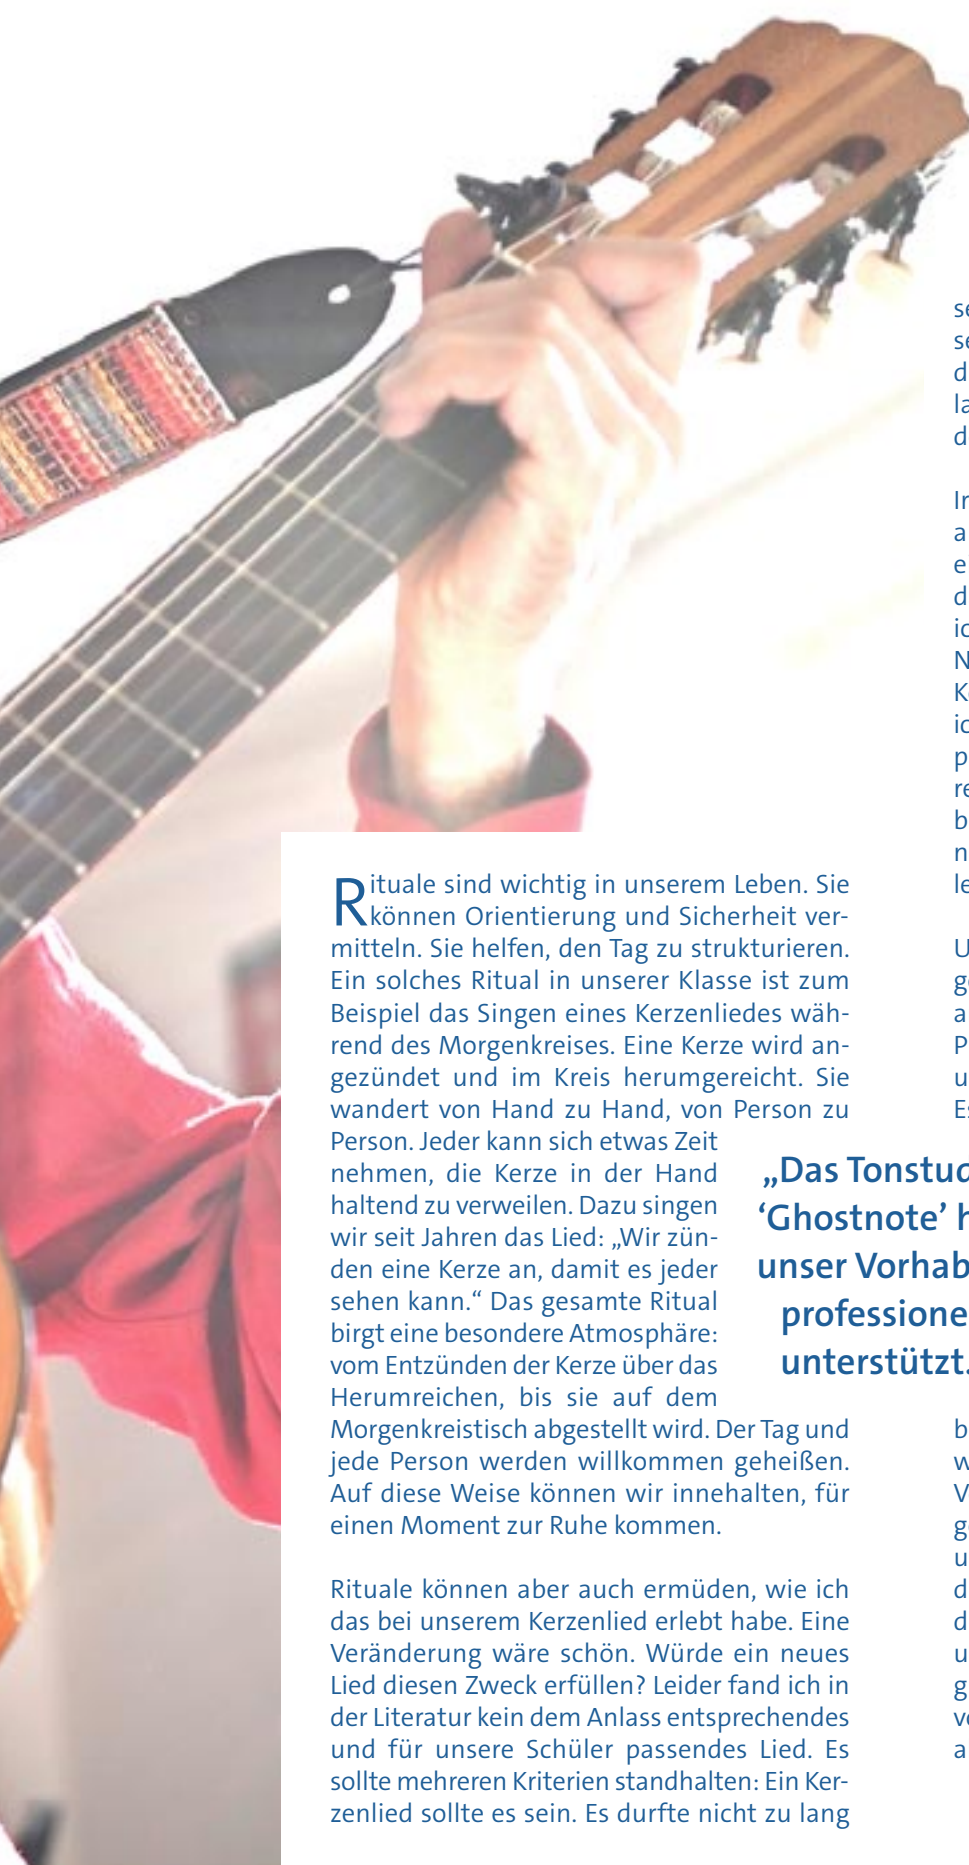 Rituale sind wichtig in unserem Leben. Sie
können Orientierung und Sicherheit ver-
mitteln. Sie helfen, den Tag zu strukturieren.
Ein solches Ritual in unserer Klasse ist zum
Beispiel das Singen eines Kerzenliedes wäh-
rend des Morgenkreises. Eine Kerze wird an-
gezündet und im Kreis herumgereicht. Sie
wandert von Hand zu Hand, von Person zu
Person. Jeder kann sich etwas Zeit
nehmen, die Kerze in der Hand
haltend zu verweilen. Dazu singen
wir seit Jahren das Lied: „Wir zün-
den eine Kerze an, damit es jeder
sehen kann.“ Das gesamte Ritual
birgt eine besondere Atmosphäre:
vom Entzünden der Kerze über das
Herumreichen, bis sie auf dem
Morgenkreistisch abgestellt wird. Der Tag und
jede Person werden willkommen geheißen.
Auf diese Weise können wir innehalten, für
einen Moment zur Ruhe kommen.
Rituale können aber auch ermüden, wie ich
das bei unserem Kerzenlied erlebt habe. Eine
Veränderung wäre schön. Würde ein neues
Lied diesen Zweck erfüllen? Leider fand ich in
der Literatur kein dem Anlass entsprechendes
und für unsere Schüler passendes Lied. Es
sollte mehreren Kriterien standhalten: Ein Ker-
zenlied sollte es sein. Es durfte nicht zu lang
„Das
‘Ghostnote’
unser
unterstützt.